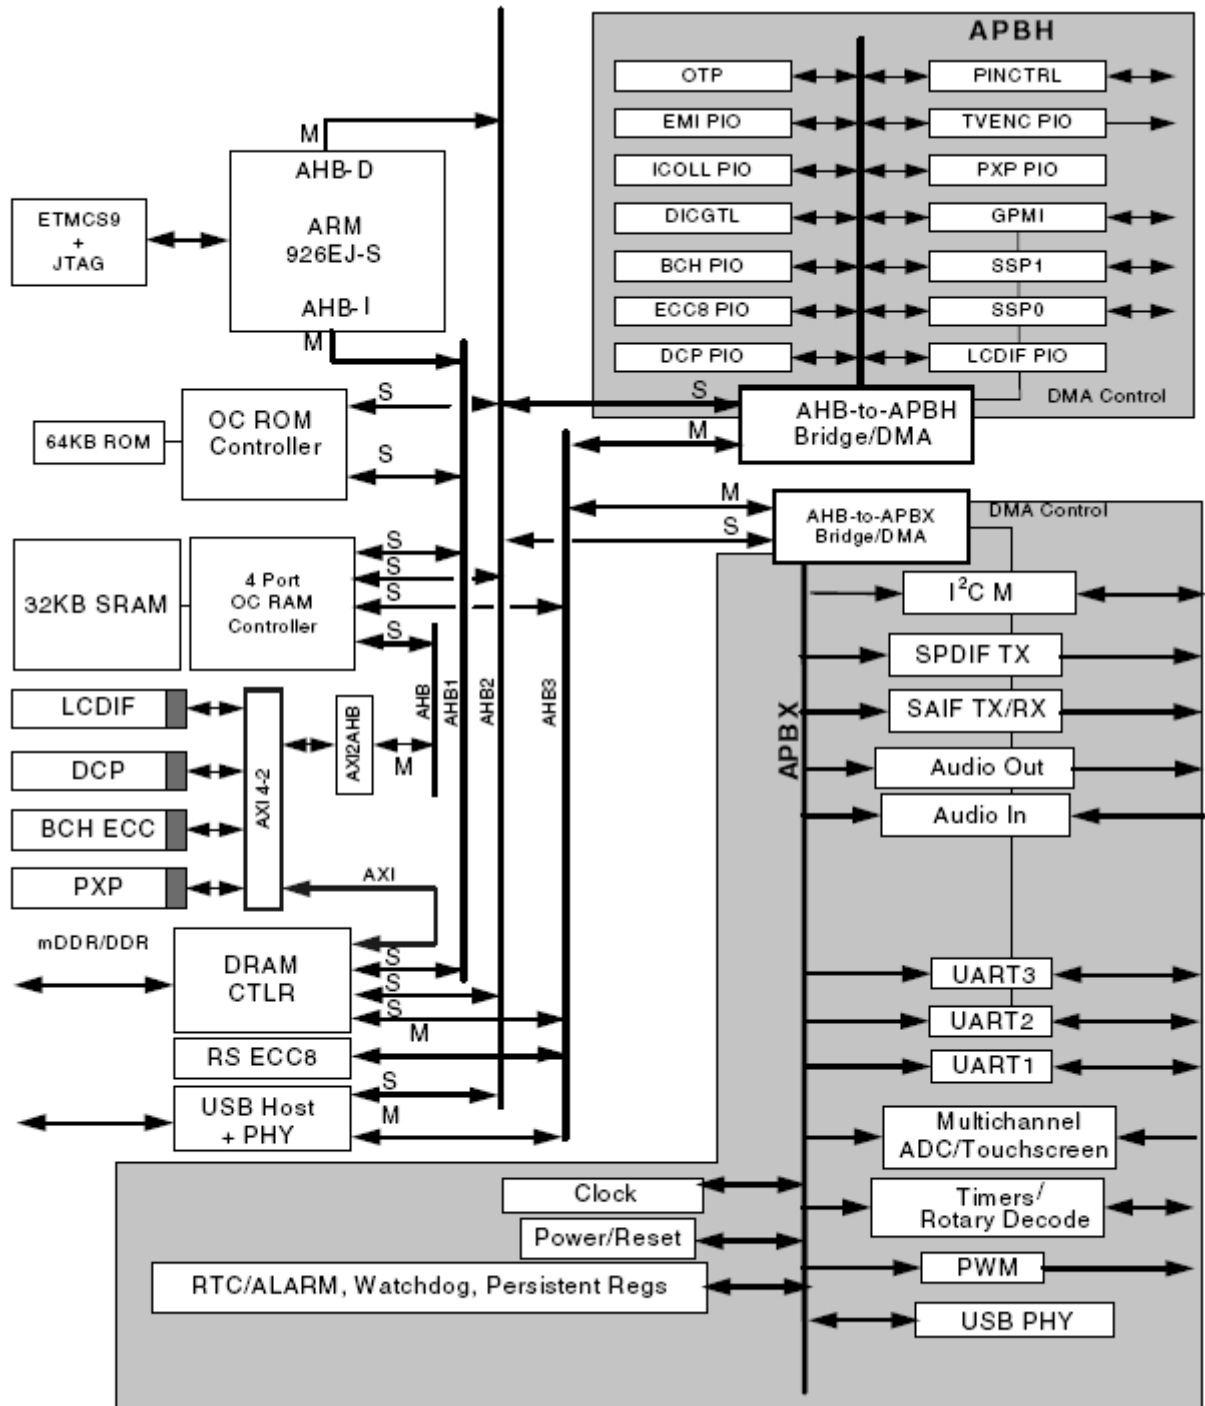 APBH
OTP
PINCTRL
EMI PIO
TVENC PIO
ICOLL PIO
PXP PIO
DICGTL
GPMI
BCH PIO
SSP1
ECC8 PIO
SSP0
DCP PIO
LCDIF PIO
DMA Control
AHB-to-APBH
Bridge/DMA
S
M
M
AHB-D
ARM
926EJ-S
AHB-I
M
ETMCS9
+
JTAG
64KB ROM
OC ROM
Controller
S
S
M
S
AHB-to-APBX
Bridge/DMA
DMA Control
32KB SRAM
4 Port
OC RAM
Controller
S
S
S
S
AHB
AHB1
AHB2
AHB3
LCDIF
DCP
BCH ECC
PXP
AXI 4-2
AXI2AHB
M
AXI
mDDR/DDR
DRAM
CTLR
S
S
S
M
RS ECC8
USB Host
+ PHY
S
M
APBX
I²C M
SPDIF TX
SAIF TX/RX
Audio Out
Audio In
UART3
UART2
UART1
Multichannel
ADC/Touchscreen
Timers/
Rotary Decode
PWM
USB PHY
Clock
Power/Reset
RTC/ALARM, Watchdog, Persistent Regs